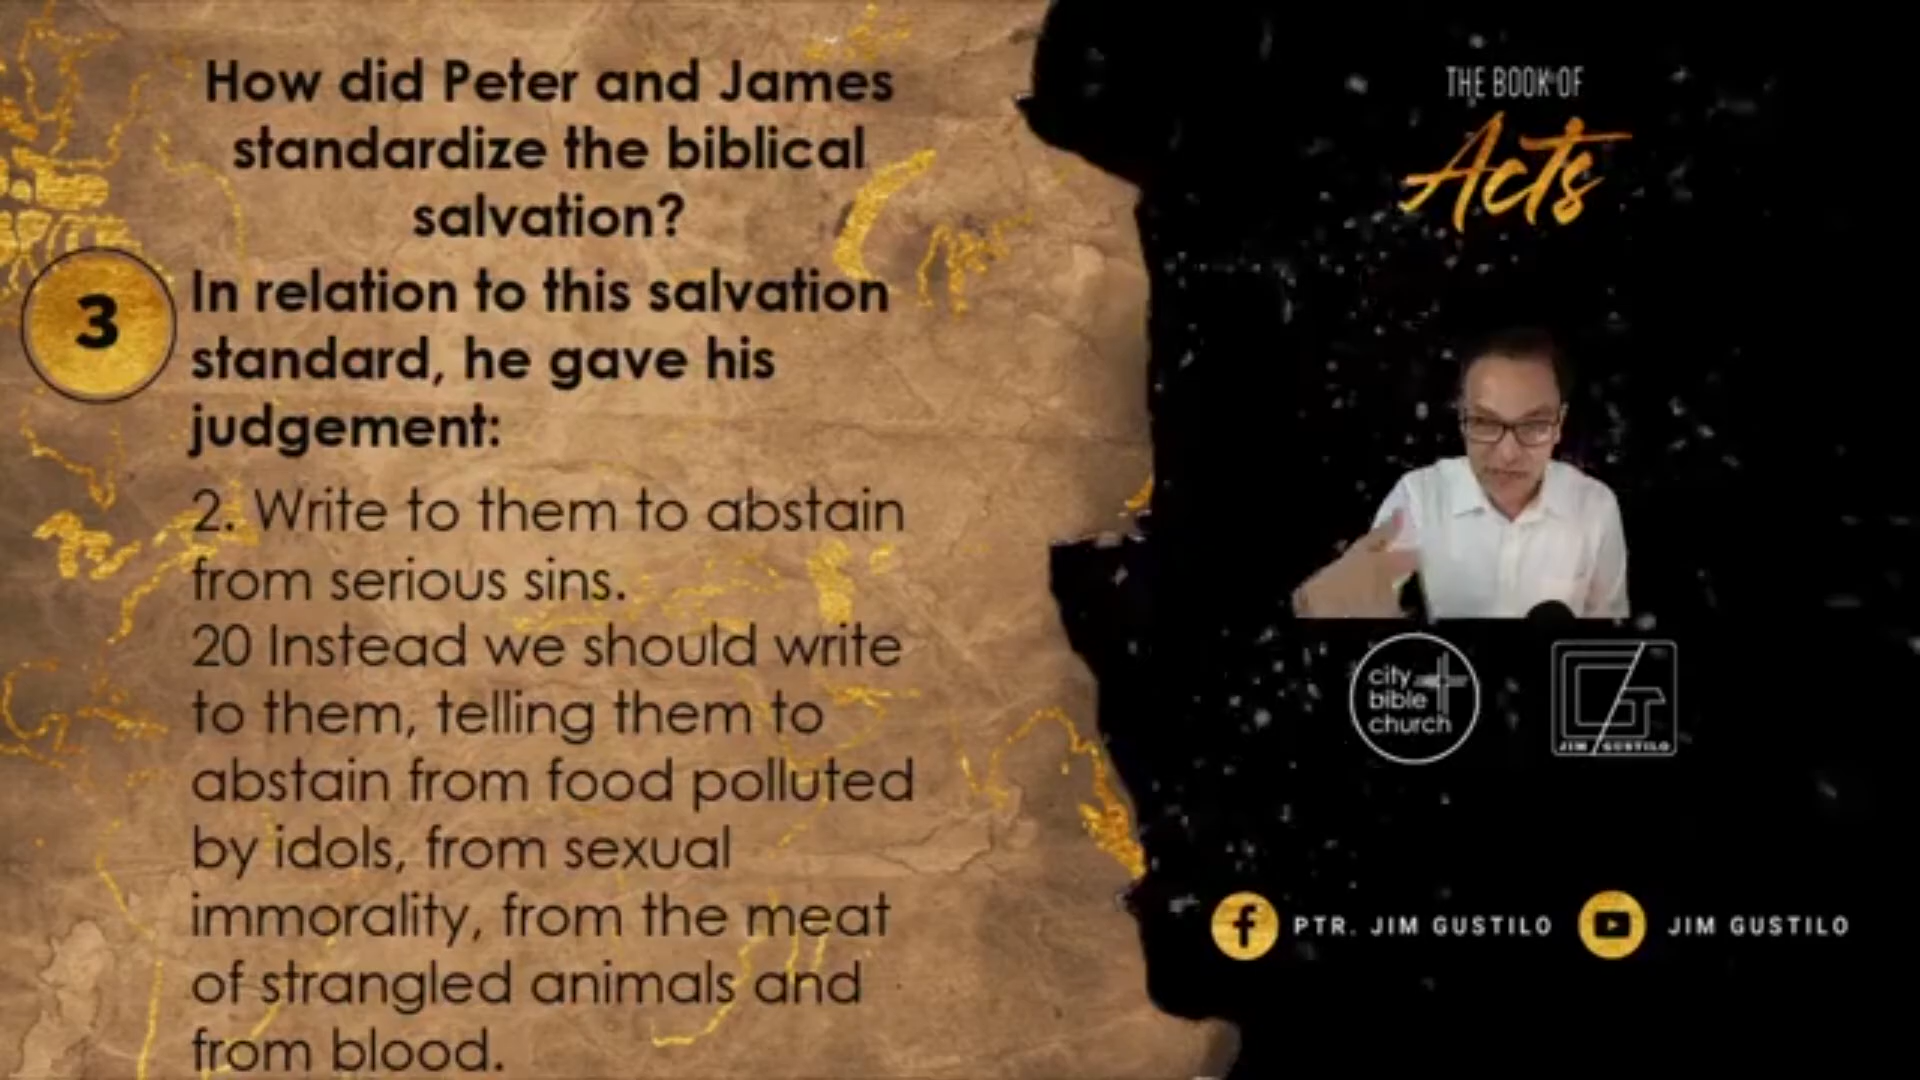 How did Peter and James
standardize the biblical
salvation?
3
In relation to this salvation
standard, he gave his
judgement:
2. Write to them to abstain
from serious sins.
20 Instead we should write
to them, telling them to
abstain from food polluted
by idols, from sexual
immorality, from the meat
of strangled animals and
from blood.
THE BOOK OF
Acts
city
bible
church
JIM GUSTILO
PTR. JIM GUSTILO
JIM GUSTILO